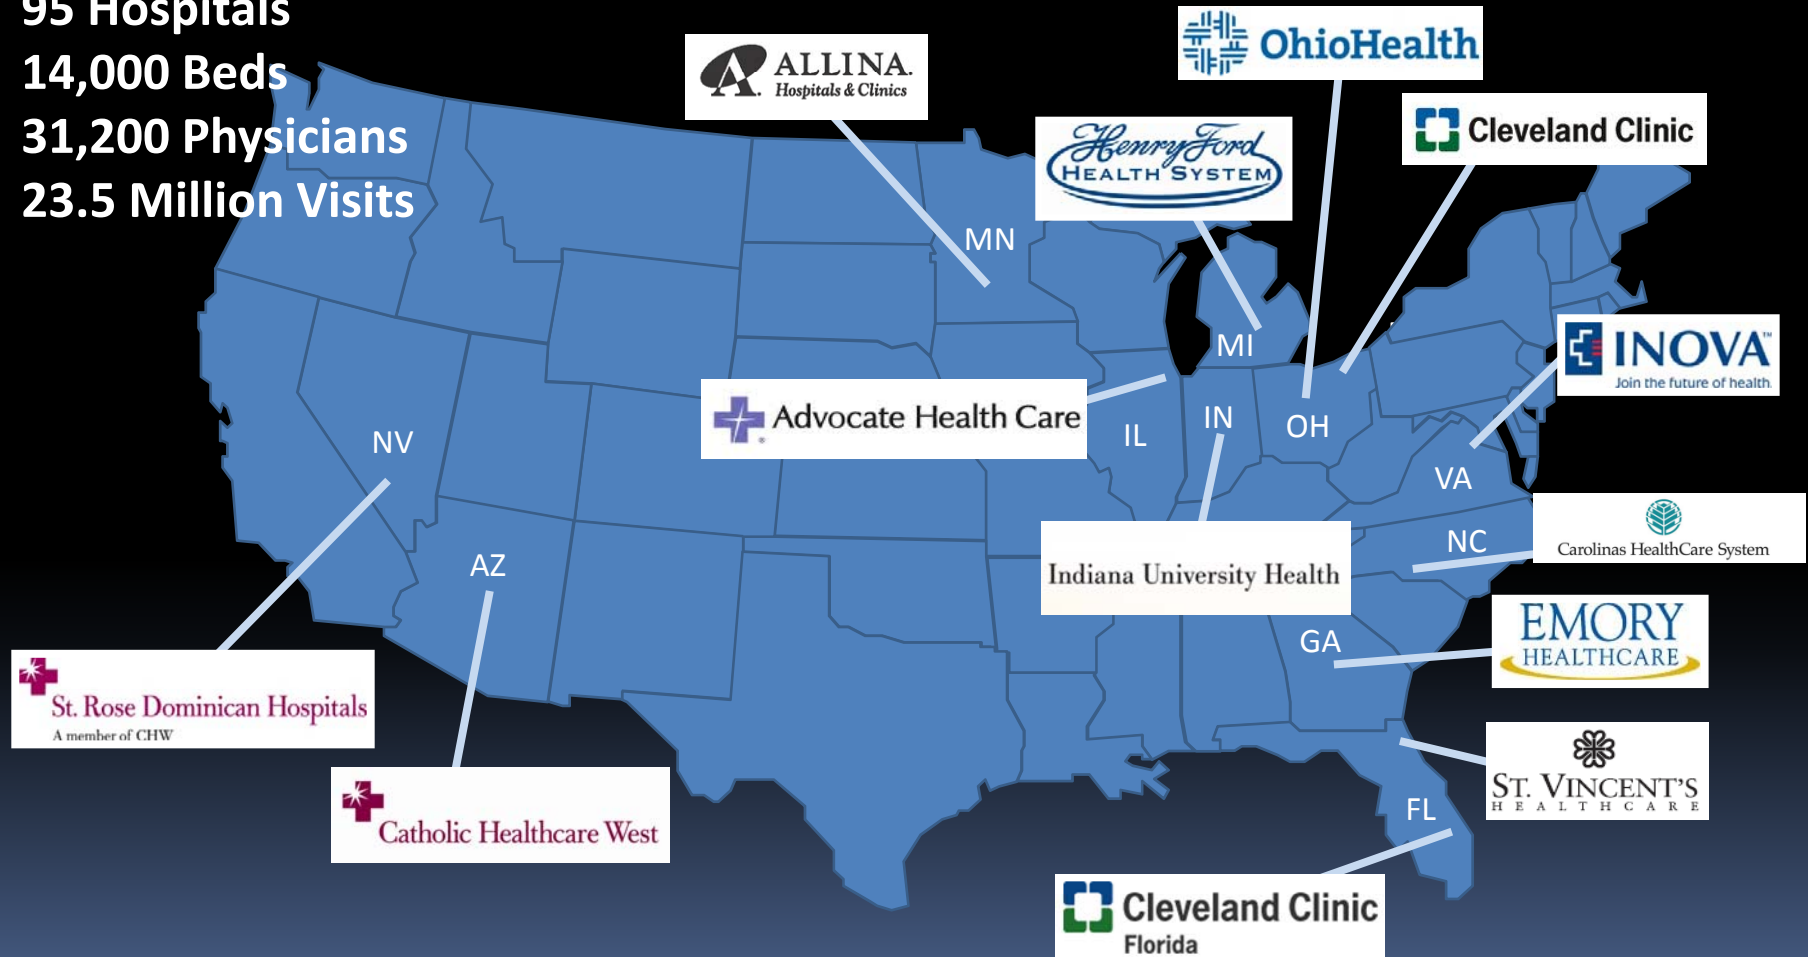 95 Hospitals
14,000 Beds
31,200 Physicians
23.5 Million Visits
ALLINA.
Hospitals & Clinics
OhioHealth
Henry Ford
HEALTH SYSTEM
Cleveland Clinic
MN
MI
INOVA™
Join the future of health.
Advocate Health Care
IL
IN
OH
NV
VA
NC
Carolinas HealthCare System
AZ
Indiana University Health
GA
EMORY
HEALTHCARE
St. Rose Dominican Hospitals
A member of CHW
ST. VINCENT'S
HEALTHCARE
FL
Catholic Healthcare West
Cleveland Clinic
Florida